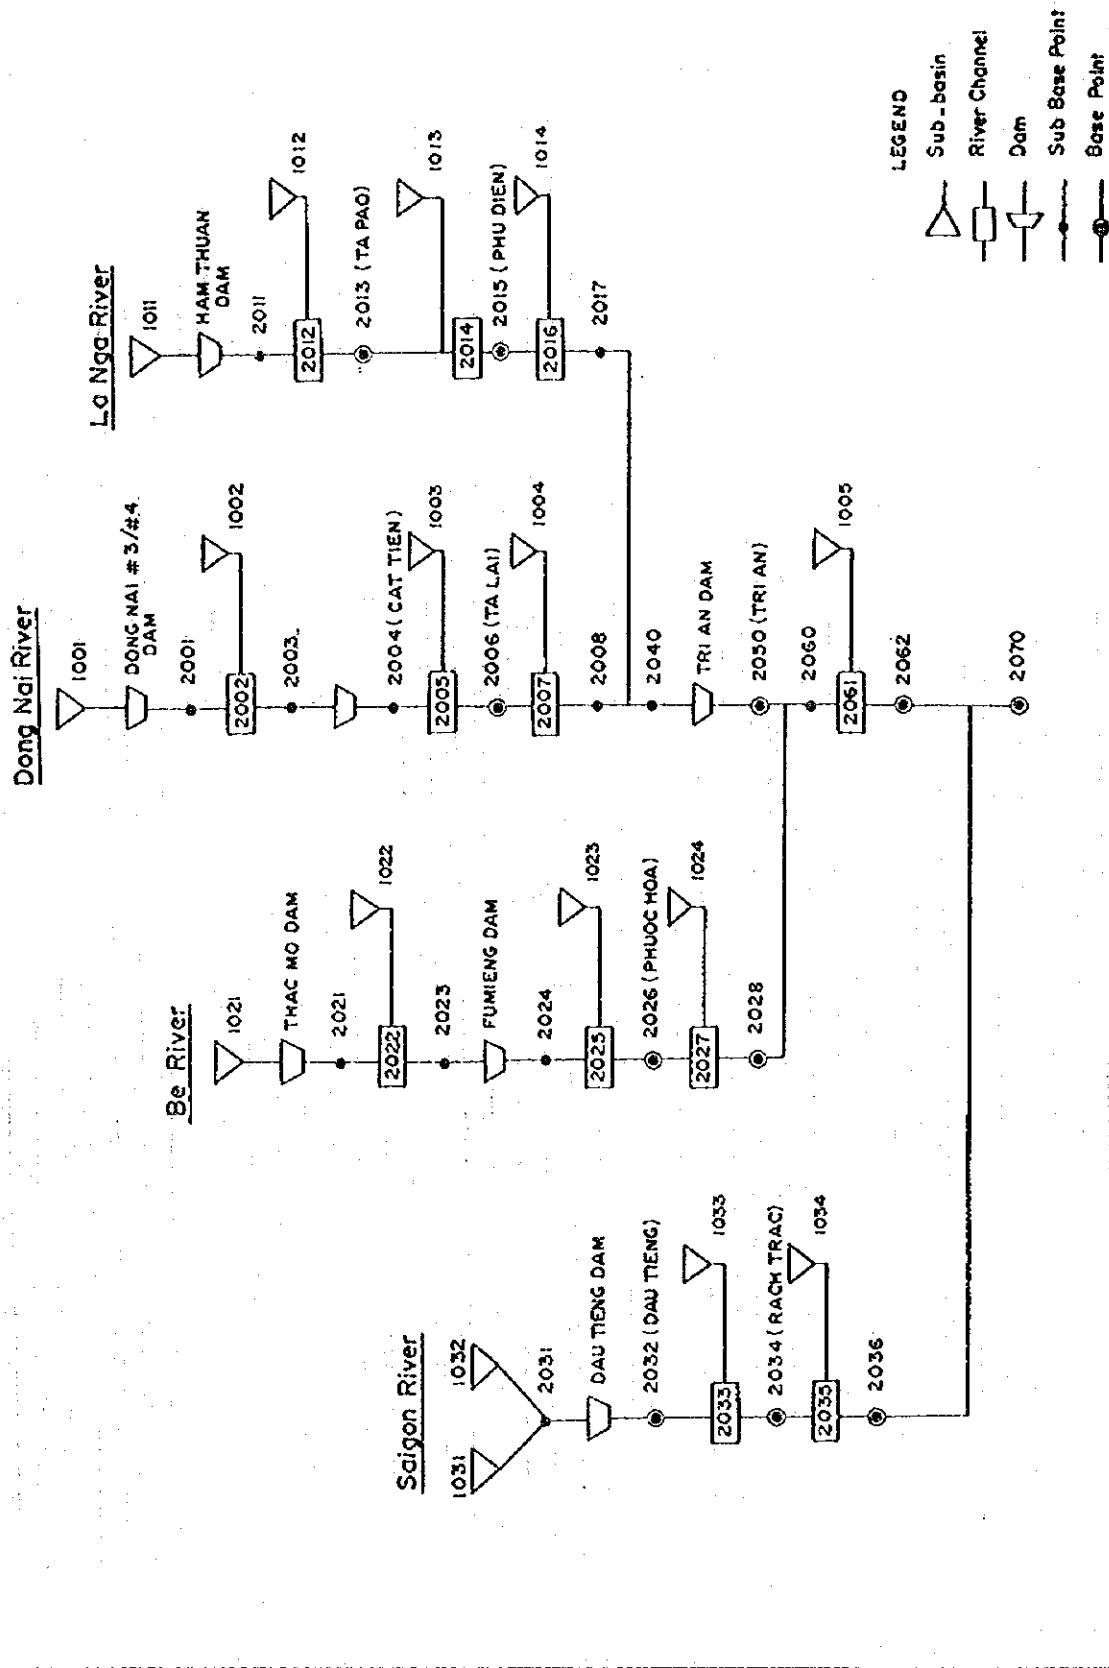 Saigon River
1031
1032
2031
DAU TIENG DAM
2032 (DAU TIENG)
1033
2033
2034 (RACH TRAC)
1034
2035
2036
Be River
1021
THAC MO DAM
2021
1022
2022
2023
FUMIENG DAM
2024
1023
2025
2026 (PHUOC HOA)
1024
2027
2028
Dong Nai River
1001
DONG NAI #3/#4
DAM
2001
1002
2002
2003
2004 (CAT TIEN)
1003
2005
2006 (TA LAI)
1004
2007
2008
2040
TRI AN DAM
2050 (TRI AN)
2060
1005
2061
2062
2070
La Nga River
1011
HAM THUAN
DAM
2011
1012
2012
2013 (TA PAO)
1013
2014
2015 (PHU DIEN)
1014
2016
2017
LEGEND
Sub-basin
River Channel
Dam
Sub Base Point
Base Point